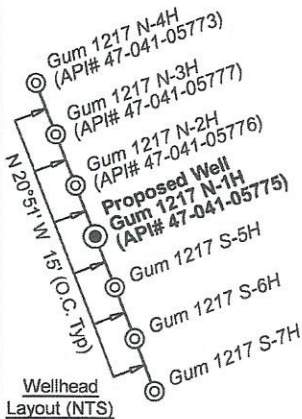 Gum 1217 N-4H
(API# 47-041-05773)
Gum 1217 N-3H
(API# 47-041-05777)
Gum 1217 N-2H
(API# 47-041-05776)
Proposed Well
Gum 1217 N-1H
(API# 47-041-05775)
Gum 1217 S-5H
Gum 1217 S-6H
Gum 1217 S-7H
N 20°51' W 15' (O.C. Typ)
Wellhead
Layout (NTS)